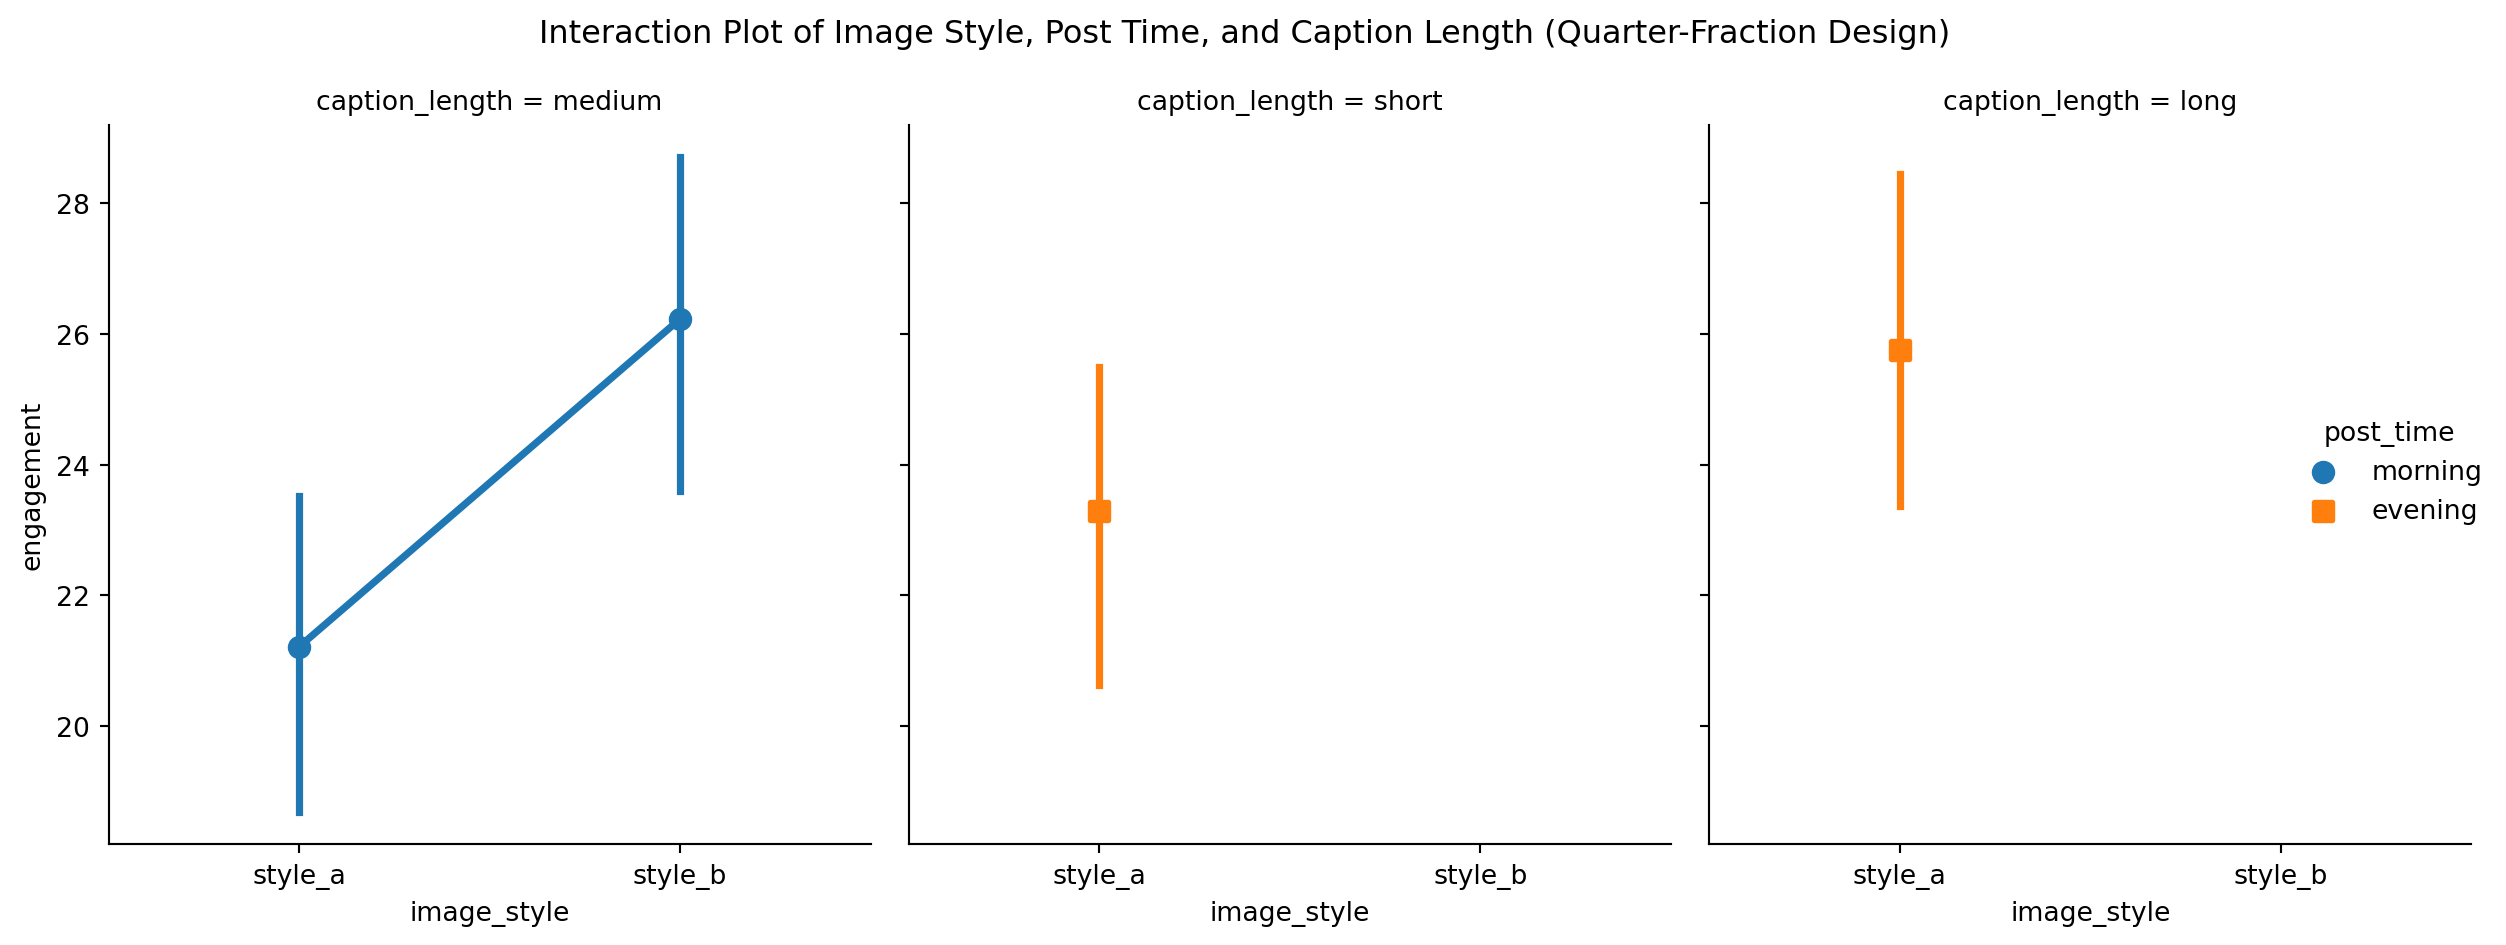 Interaction Plot of Image Style, Post Time, and Caption Length (Quarter-Fraction Design)
caption_length = medium
caption_length = short
caption_length = long
engagement
28
26
24
22
20
style_a
style_b
image_style
style_a
style_b
image_style
style_a
style_b
image_style
post_time
morning
evening